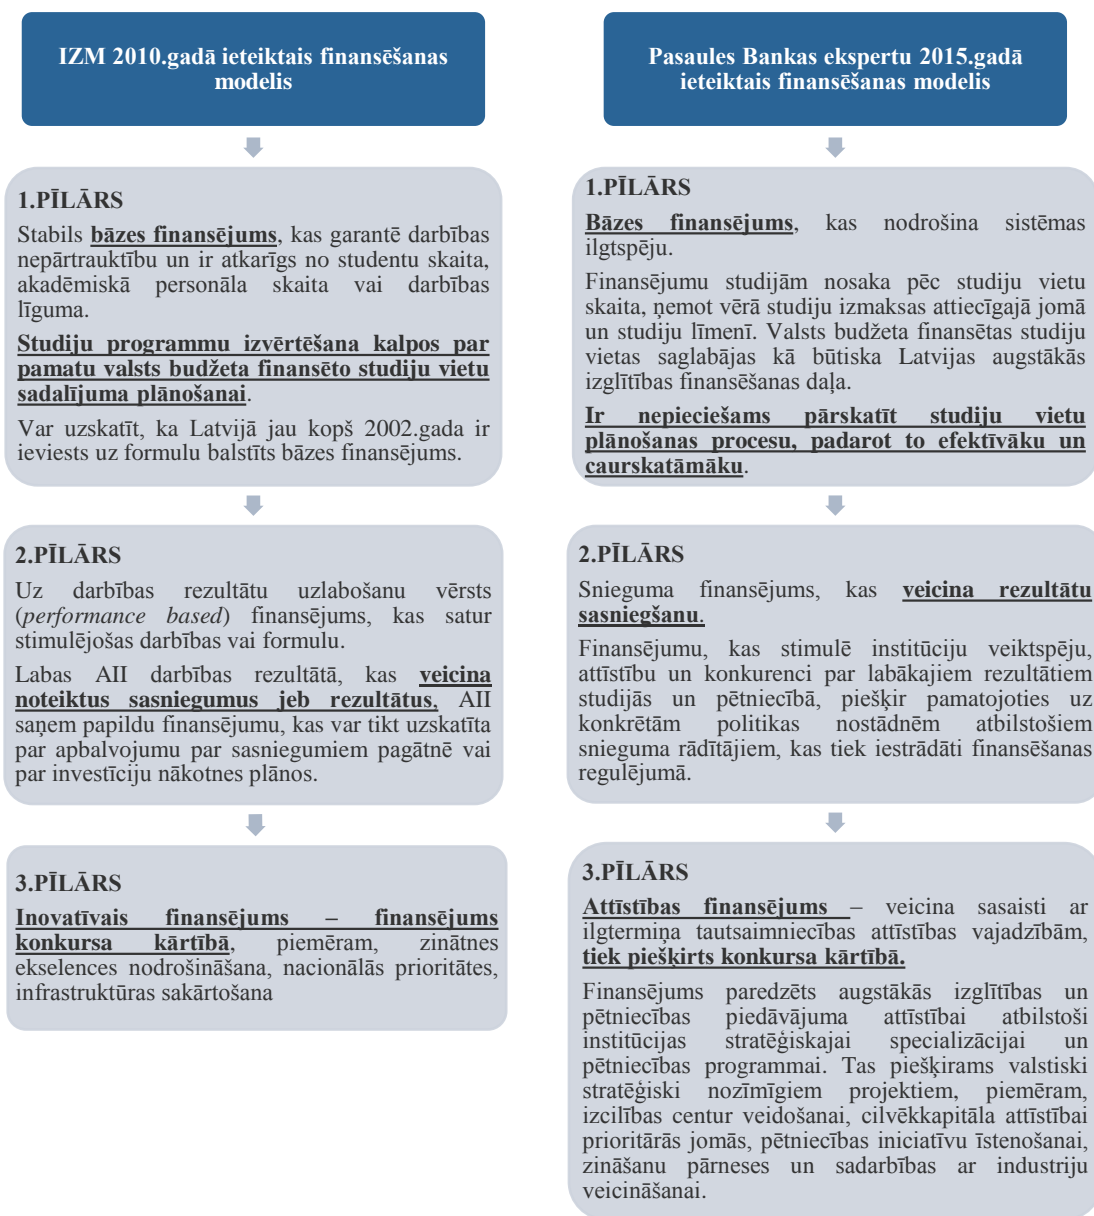 IZM 2010.gadā ieteiktais finansēšanas
modelis
1.PĪLĀRS
Stabils bāzes finansējums, kas garantē darbības
nepārtrauktību un ir atkarīgs no studentu skaita,
akadēmiskā personāla skaita vai darbības
līguma.
Studiju programmu izvērtēšana kalpos par
pamatu valsts budžeta finansēto studiju vietu
sadalījuma plānošanai.
Var uzskatīt, ka Latvijā jau kopš 2002.gada ir
ieviests uz formulu balstīts bāzes finansējums.
2.PĪLĀRS
Uz darbības rezultātu uzlabošanu vērsts
(performance based) finansējums, kas satur
stimulējošas darbības vai formulu.
Labas AII darbības rezultātā, kas veicina
noteiktus sasniegumus jeb rezultātus, AII
saņem papildu finansējumu, kas var tikt uzskatīta
par apbalvojumu par sasniegumiem pagātnē vai
par investīciju nākotnes plānos.
3.PĪLĀRS
Inovatīvais finansējums – finansējums
konkursa kārtībā, piemēram, zinātnes
ekselences nodrošināšana, nacionālās prioritātes,
infrastruktūras sakārtošana
Pasaules Bankas ekspertu 2015.gadā
ieteiktais finansēšanas modelis
1.PĪLĀRS
Bāzes finansējums, kas nodrošina sistēmas
ilgtspēju.
Finansējumu studijām nosaka pēc studiju vietu
skaita, ņemot vērā studiju izmaksas attiecīgajā jomā
un studiju līmenī. Valsts budžeta finansētas studiju
vietas saglabājas kā būtiska Latvijas augstākās
izglītības finansēšanas daļa.
Ir nepieciešams pārskatīt studiju vietu
plānošanas procesu, padarot to efektīvāku un
caurskatāmāku.
2.PĪLĀRS
Snieguma finansējums, kas veicina rezultātu
sasniegšanu.
Finansējumu, kas stimulē institūciju veiktspēju,
attīstību un konkurenci par labākajiem rezultātiem
studijās un pētniecībā, piešķir pamatojoties uz
konkrētām politikas nostādnēm atbilstošiem
snieguma rādītājiem, kas tiek iestrādāti finansēšanas
regulējumā.
3.PĪLĀRS
Attīstības finansējums – veicina sasaisti ar
ilgtermiņa tautsaimniecības attīstības vajadzībām,
tiek piešķirts konkursa kārtībā.
Finansējums paredzēts augstākās izglītības un
pētniecības piedāvājuma attīstībai atbilstoši
institūcijas stratēģiskajai specializācijai un
pētniecības programmai. Tas piešķirams valstiski
stratēģiski nozīmīgiem projektiem, piemēram,
izcilības centur veidošanai, cilvēkkapitāla attīstībai
prioritārās jomās, pētniecības iniciatīvu īstenošanai,
zināšanu pārneses un sadarbības ar industriju
veicināšanai.